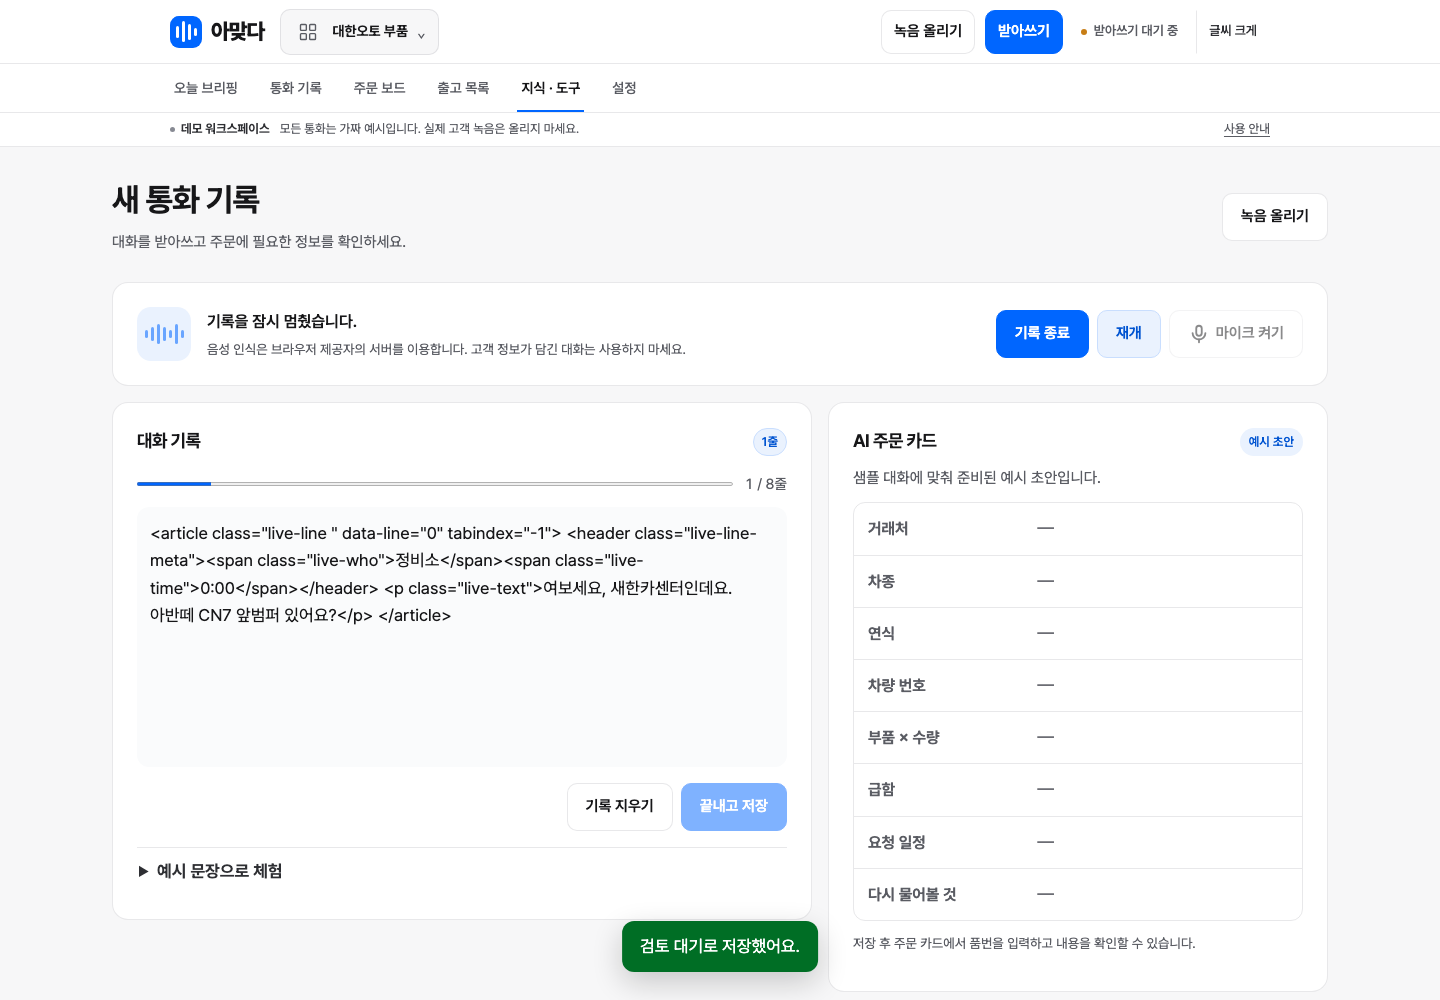 아맞다
대한오토 부품
녹음 올리기
받아쓰기
받아쓰기 대기 중
글씨 크게
오늘 브리핑
통화 기록
주문 보드
출고 목록
지식 · 도구
설정
데모 워크스페이스 모든 통화는 가짜 예시입니다. 실제 고객 녹음은 올리지 마세요.
사용 안내
새 통화 기록
대화를 받아쓰고 주문에 필요한 정보를 확인하세요.
녹음 올리기
기록을 잠시 멈췄습니다.
음성 인식은 브라우저 제공자의 서버를 이용합니다. 고객 정보가 담긴 대화는 사용하지 마세요.
기록 종료
재개
마이크 켜기
대화 기록
1줄
1 / 8줄
<article class="live-line " data-line="0" tabindex="-1"> <header class="live-line-
meta"><span class="live-who">정비소</span><span class="live-
time">0:00</span></header> <p class="live-text">여보세요, 새한카센터인데요.
아반떼 CN7 앞범퍼 있어요?</p> </article>
기록 지우기
끝내고 저장
▶ 예시 문장으로 체험
AI 주문 카드
예시 초안
샘플 대화에 맞춰 준비된 예시 초안입니다.
거래처 —
차종 —
연식 —
차량 번호 —
부품 × 수량 —
급함 —
요청 일정 —
다시 물어볼 것 —
저장 후 주문 카드에서 품번을 입력하고 내용을 확인할 수 있습니다.
검토 대기로 저장했어요.